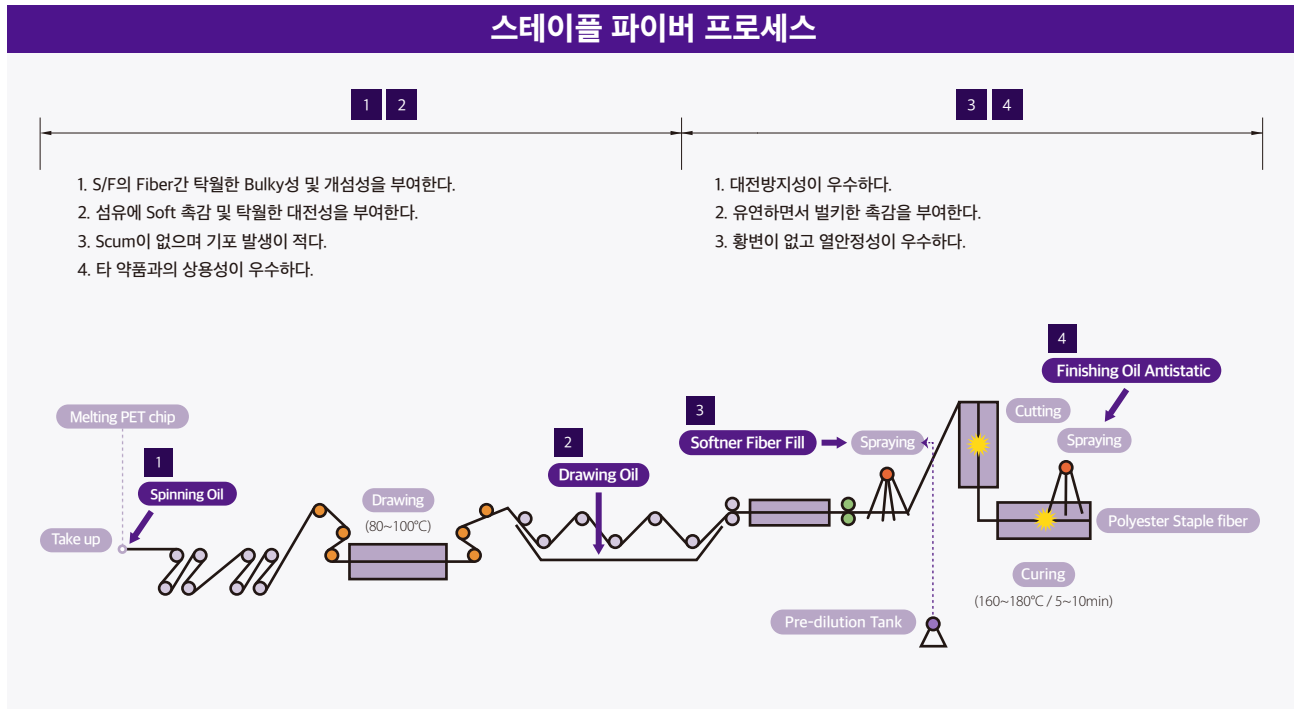 스테이플 파이버 프로세스
1 2
3 4
1. S/F의 Fiber간 탁월한 Bulky성 및 개섬성을 부여한다.
2. 섬유에 Soft 촉감 및 탁월한 대전성을 부여한다.
3. Scum이 없으며 기포 발생이 적다.
4. 타 약품과의 상용성이 우수하다.
1. 대전방지성이 우수하다.
2. 유연하면서 벌키한 촉감을 부여한다.
3. 황변이 없고 열안정성이 우수하다.
Melting PET chip
1
Spinning Oil
Take up
Drawing
(80~100℃)
2
Drawing Oil
3
Softner Fiber Fill
Spraying
Pre-dilution Tank
4
Finishing Oil Antistatic
Cutting
Spraying
Polyester Staple fiber
Curing
(160~180℃ / 5~10min)